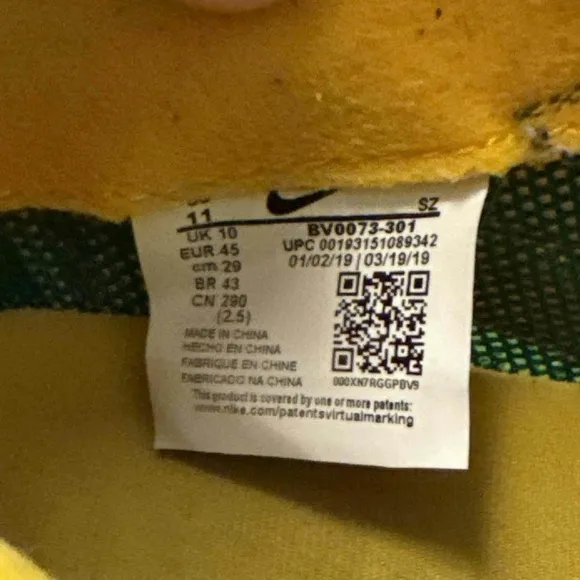 11
SZ
UK 10
BV0073-301
EUR 45
UPC 00193151089342
cm 29
01/02/19 | 03/19/19
BR 43
CN 280
(2.5)
MADE IN CHINA
HECHO EN CHINA
FABRIQUE EN CHINE
FABRICADO NA CHINA
000XN7RGGPBV9
This product is covered by one or more patents:
www.nike.com/patentsvirtualmarking